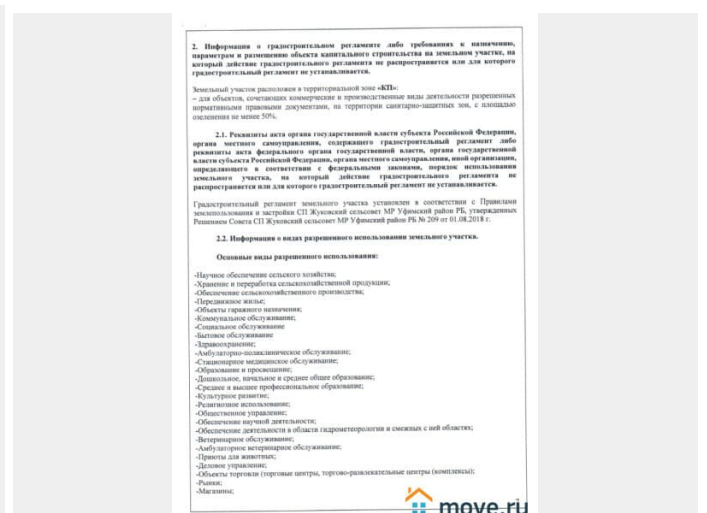 2. Информация о градостроительном регламенте либо требованиях к назначению,
параметрам и размещению объекта капитального строительства на земельном участке, на
который действие градостроительного регламента не распространяется или для которого
градостроительный регламент не устанавливается.
Земельный участок расположен в территориальной зоне «КП»:
– для объектов, сочетающих коммерческие и производственные виды деятельности разрешенных
нормативными правовыми документами, на территории санитарно-защитных зон, с площадью
озеленения не менее 50%.
2.1. Реквизиты акта органа государственной власти субъекта Российской Федерации,
органа местного самоуправления, содержащего градостроительный регламент либо
реквизиты акта федерального органа государственной власти, органа государственной
власти субъекта Российской Федерации, органа местного самоуправления, иной организации,
определяющего в соответствии с федеральными законами, порядок использования
земельного участка, на который действие градостроительного регламента не
распространяется или для которого градостроительный регламент не устанавливается.
Градостроительный регламент земельного участка установлен в соответствии с Правилами
землепользования и застройки СП Жуковский сельсовет МР Уфимский район РБ, утвержденных
Решением Совета СП Жуковский сельсовет МР Уфимский район РБ № 209 от 01.08.2018 г.
2.2. Информация о видах разрешенного использования земельного участка.
Основные виды разрешенного использования:
-Научное обеспечение сельского хозяйства;
-Хранение и переработка сельскохозяйственной продукции;
-Обеспечение сельскохозяйственного производства;
-Передвижное жилье;
-Объекты гаражного назначения;
-Коммунальное обслуживание;
-Социальное обслуживание
-Бытовое обслуживание
-Здравоохранение;
-Амбулаторно-поликлиническое обслуживание;
-Стационарное медицинское обслуживание;
-Образование и просвещение;
-Дошкольное, начальное и среднее общее образование;
-Среднее и высшее профессиональное образование;
-Культурное развитие;
-Религиозное использование;
-Общественное управление;
-Обеспечение научной деятельности;
-Обеспечение деятельности в области гидрометеорологии и смежных с ней областях;
-Ветеринарное обслуживание;
-Амбулаторное ветеринарное обслуживание;
-Приюты для животных;
-Деловое управление;
-Объекты торговли (торговые центры, торгово-развлекательные центры (комплексы);
-Рынки;
-Магазины;
move.ru